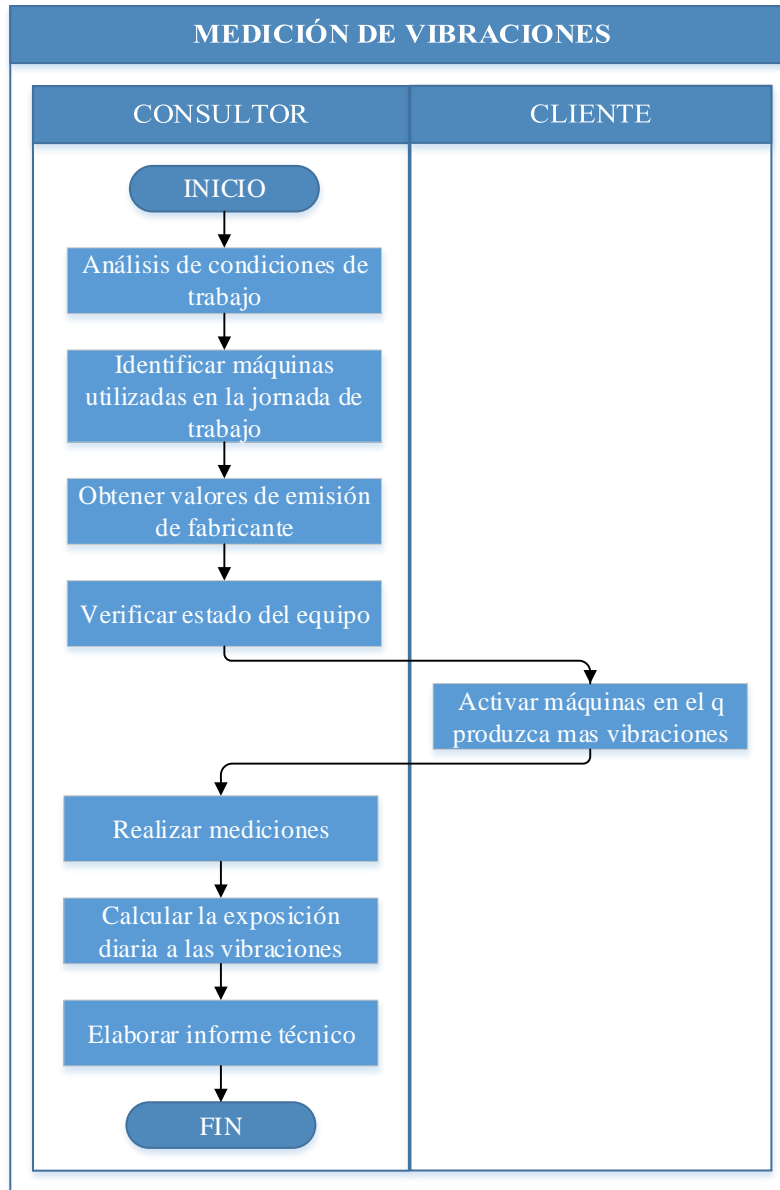 MEDICIÓN DE VIBRACIONES
CONSULTOR
CLIENTE
INICIO
Análisis de condiciones de
trabajo
Identificar máquinas
utilizadas en la jornada de
trabajo
Obtener valores de emisión
de fabricante
Verificar estado del equipo
Activar máquinas en el q
produzca mas vibraciones
Realizar mediciones
Calcular la exposición
diaria a las vibraciones
Elaborar informe técnico
FIN